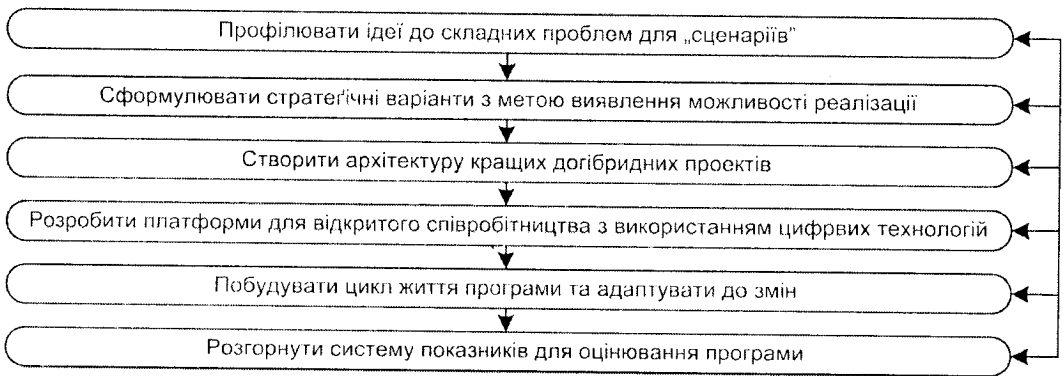 Профілювати ідеї до складних проблем для „сценаріїв”
Сформулювати стратегічні варіанти з метою виявлення можливості реалізації
Створити архітектуру кращих догібридних проектів
Розробити платформи для відкритого співробітництва з використанням цифрвих технологій
Побудувати цикл життя програми та адаптувати до змін
Розгорнути систему показників для оцінювання програми